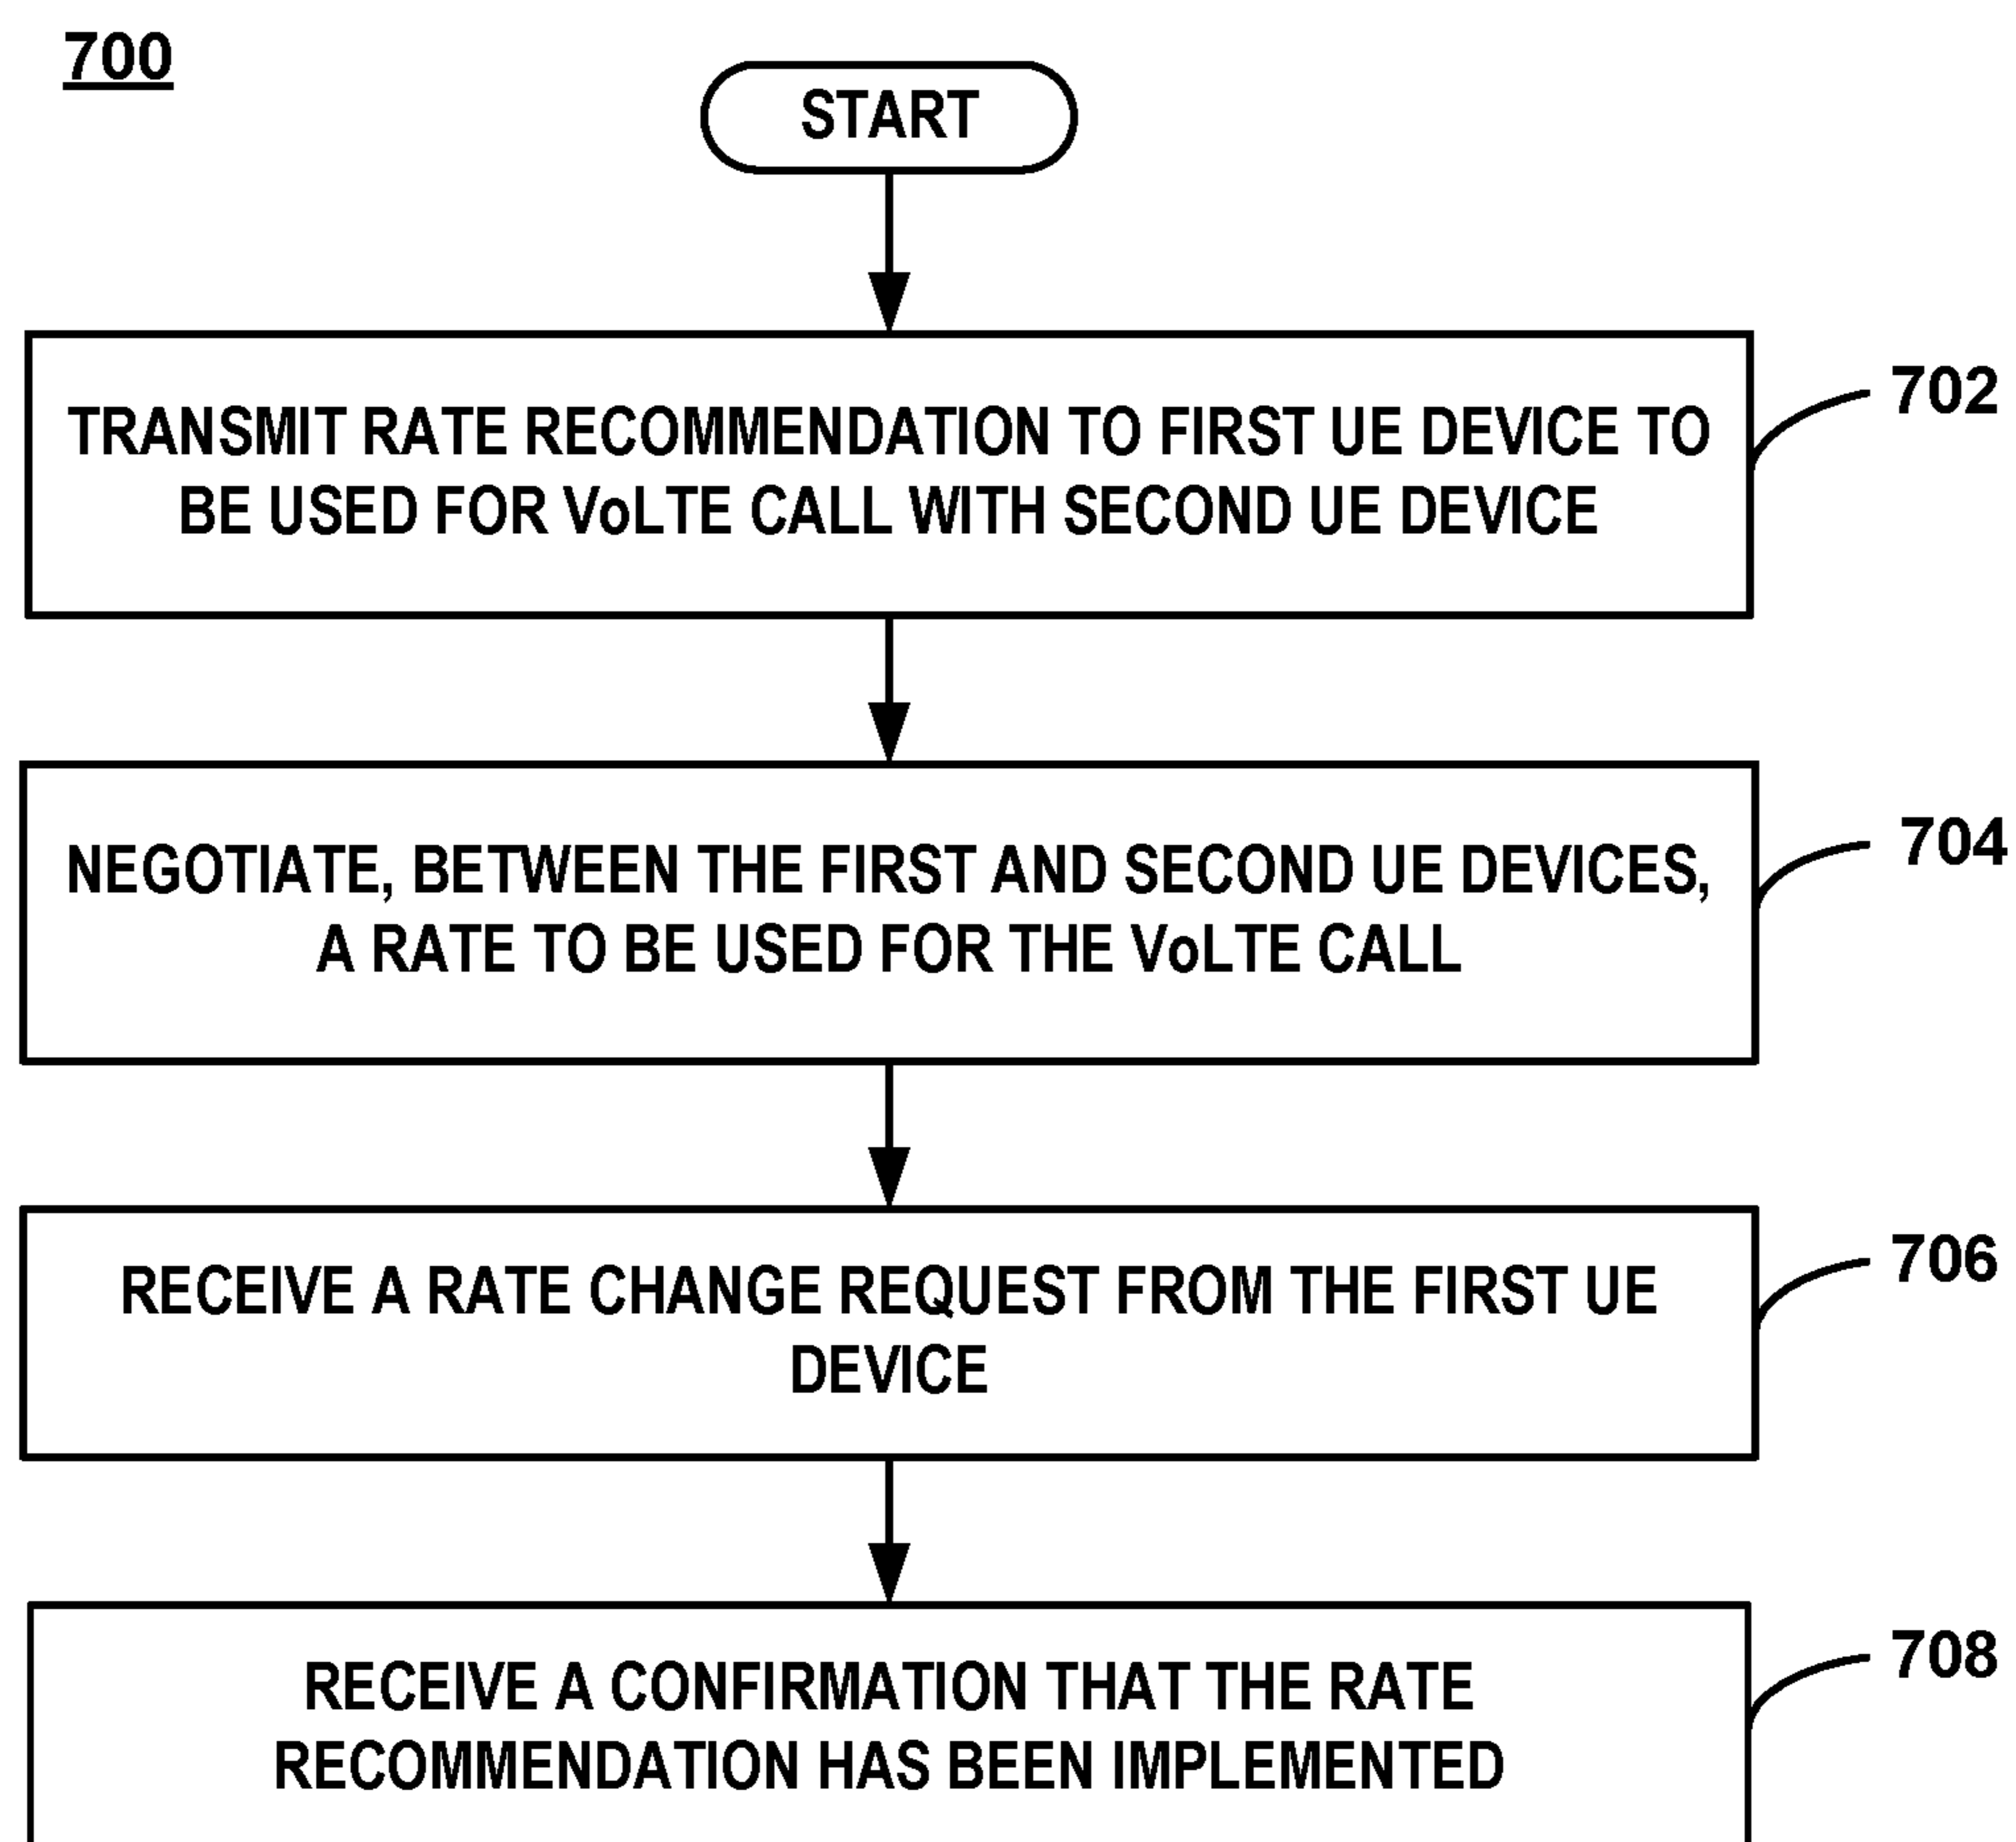 700
START
TRANSMIT RATE RECOMMENDATION TO FIRST UE DEVICE TO
BE USED FOR VoLTE CALL WITH SECOND UE DEVICE
702
NEGOTIATE, BETWEEN THE FIRST AND SECOND UE DEVICES,
A RATE TO BE USED FOR THE VoLTE CALL
704
RECEIVE A RATE CHANGE REQUEST FROM THE FIRST UE
DEVICE
706
RECEIVE A CONFIRMATION THAT THE RATE
RECOMMENDATION HAS BEEN IMPLEMENTED
708